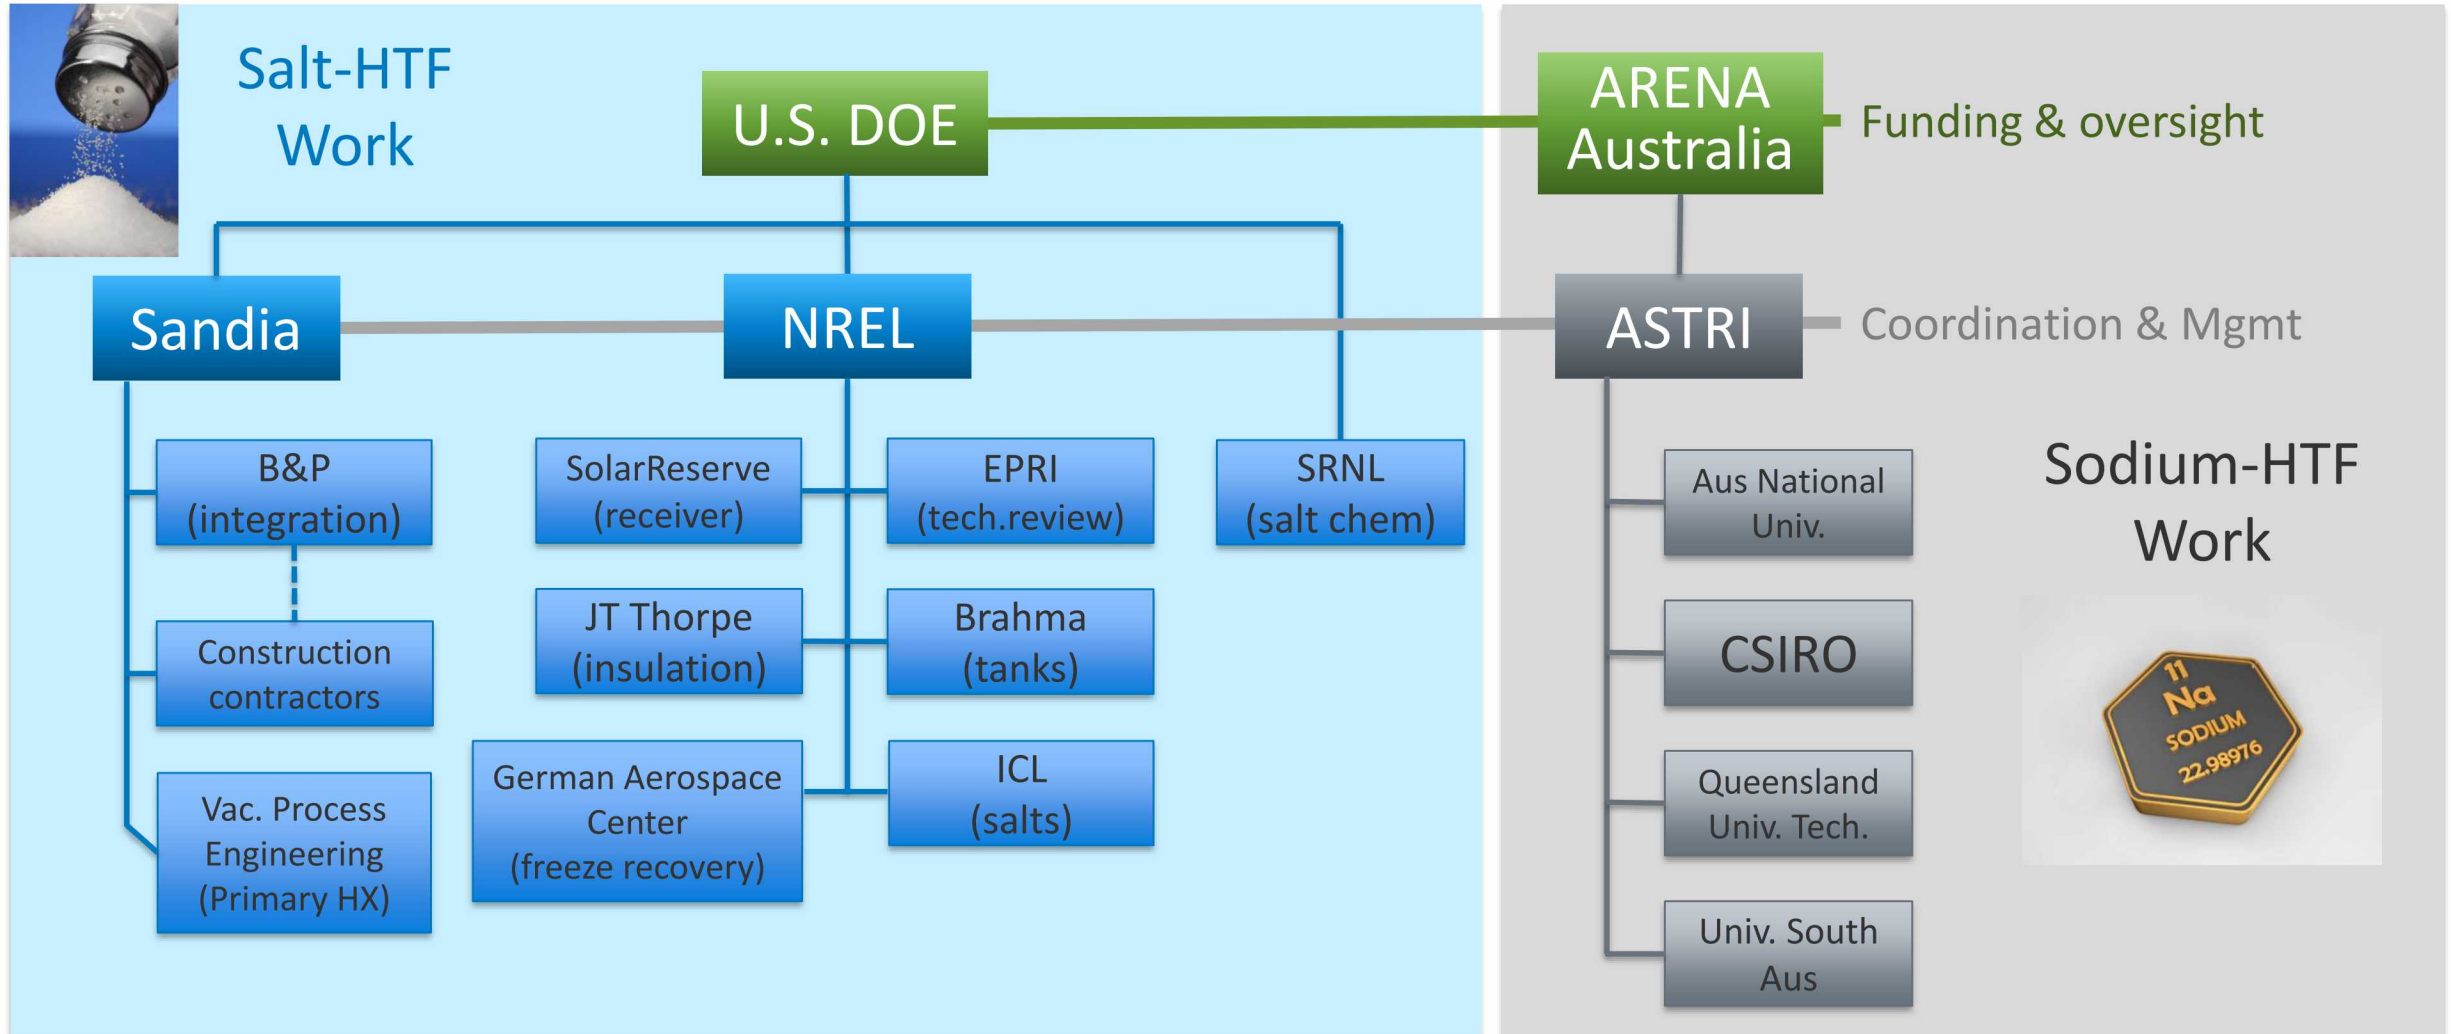 Salt-HTF
Work
U.S. DOE
ARENA
Australia
Funding & oversight
Sandia
NREL
ASTRI
Coordination & Mgmt
B&P
(integration)
Construction
contractors
Vac. Process
Engineering
(Primary HX)
SolarReserve
(receiver)
EPRI
(tech.review)
JT Thorpe
(insulation)
Brahma
(tanks)
German Aerospace
Center
(freeze recovery)
ICL
(salts)
SRNL
(salt chem)
Aus National
Univ.
CSIRO
Queensland
Univ. Tech.
Univ. South
Aus
Sodium-HTF
Work
11
Na
SODIUM
22.98976